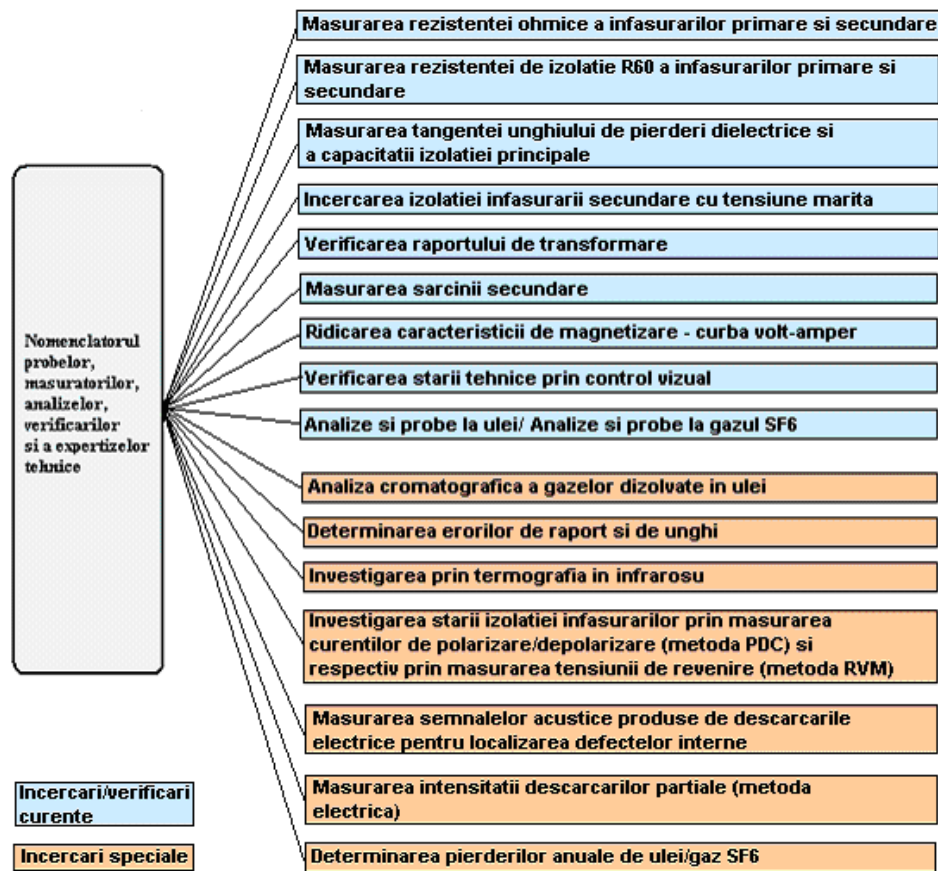 Masurarea rezistentei ohmice a infasurarilor primare si secundare
Masurarea rezistentei de izolatie R60 a infasurarilor primare si
secundare
Masurarea tangentei unghiului de pierderi dielectrice si
a capacitatii izolatiei principale
Incercarea izolatiei infasurarii secundare cu tensiune marita
Verificarea raportului de transformare
Masurarea sarcinii secundare
Ridicarea caracteristicii de magnetizare - curba volt-amper
Verificarea starii tehnice prin control vizual
Analize si probe la ulei/ Analize si probe la gazul SF6
Nomenclatorul
probelor,
masuratorilor,
analizelor,
verificarilor
si a expertizelor
tehnice
Analiza cromatografica a gazelor dizolvate in ulei
Determinarea erorilor de raport si de unghi
Investigarea prin termografia in infrarosu
Investigarea starii izolatiei infasurarilor prin masurarea
curentilor de polarizare/depolarizare (metoda PDC) si
respectiv prin masurarea tensiunii de revenire (metoda RVM)
Masurarea semnalelor acustice produse de descarcarile
electrice pentru localizarea defectelor interne
Masurarea intensitatii descarcarilor partiale (metoda
electrica)
Determinarea pierderilor anuale de ulei/gaz SF6
Incercari/verificari
curente
Incercari speciale